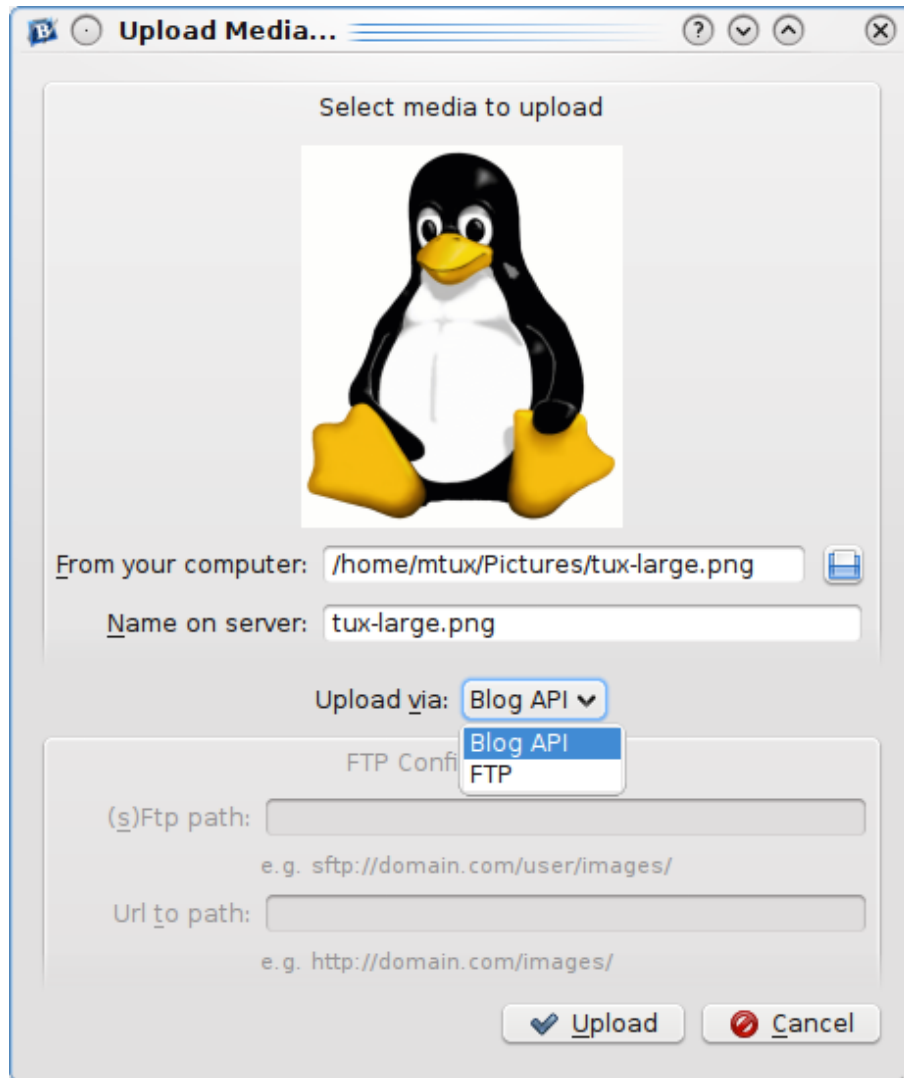 Upload Media...
Select media to upload
From your computer: /home/mtux/Pictures/tux-large.png
Name on server: tux-large.png
Upload via: Blog API
Blog API
FTP
FTP Confi
(s)Ftp path:
e.g. sftp://domain.com/user/images/
Url to path:
e.g. http://domain.com/images/
Upload Cancel